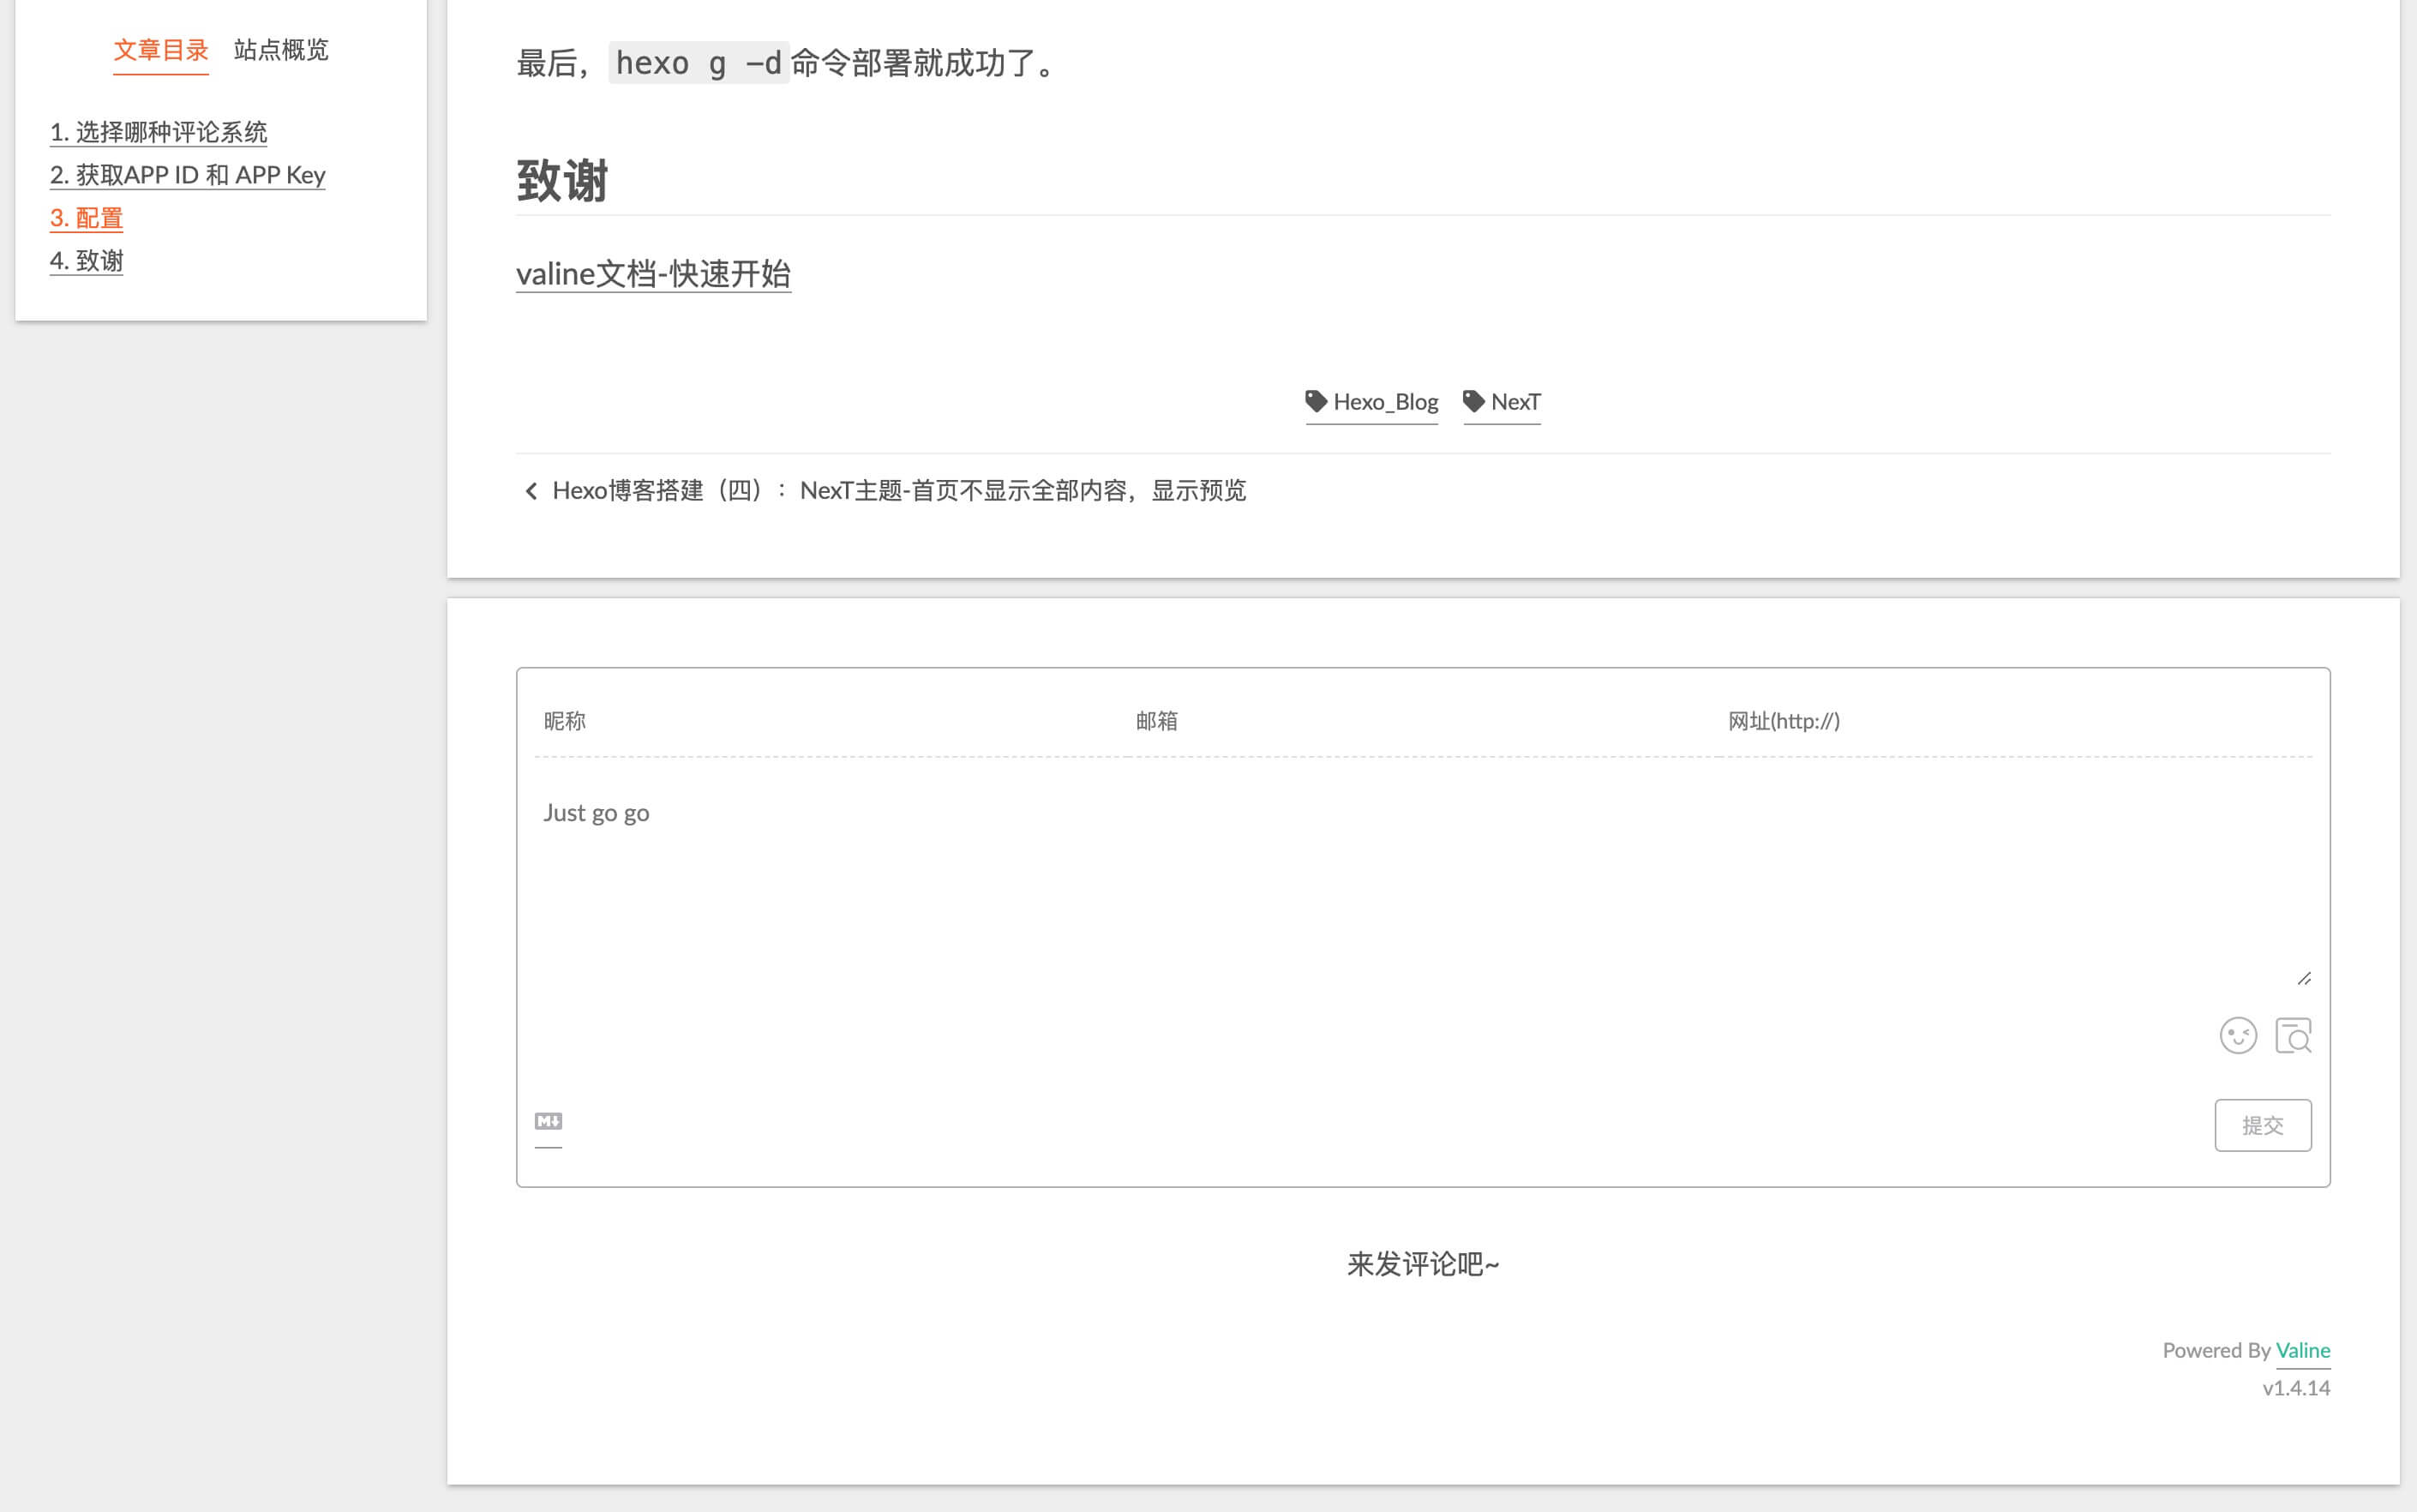 文章目录 站点概览
1. 选择哪种评论系统
2. 获取APP ID 和 APP Key
3. 配置
4. 致谢
最后，hexo g -d命令部署就成功了。
致谢
valine文档-快速开始
Hexo_Blog NexT
Hexo博客搭建（四）：NexT主题-首页不显示全部内容，显示预览
昵称 邮箱 网址(http://)
Just go go
M
提交
来发评论吧~
Powered By Valine
v1.4.14